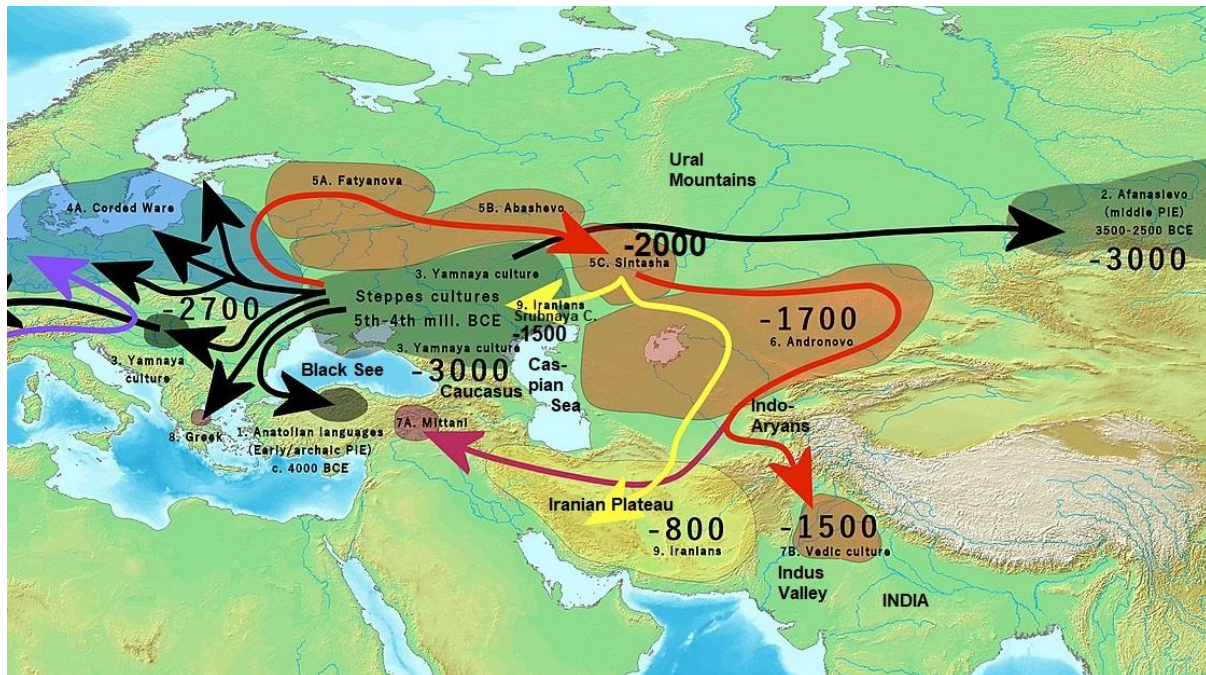 Ural
Mountains
5A. Fatyanova
4A. Corded Ware
5B. Abashevo
2. Afanasievo
(middle PIE)
3500-2500 BCE
-3000
-2000
5C. Sintasha
3. Yamnaya culture
Steppes cultures
5th-4th mill. BCE
9. Iranians
Srubnaya C.
-1500
-2700
3. Yamnaya culture
-3000
3. Yamnaya
culture
Black See
Caucasus
Cas-
pian
Sea
-1700
6. Andronovo
Indo-
Aryans
8. Greek
1. Anatolian languages
(Early/archaic PIE)
c. 4000 BCE
7A. Mittani
Iranian Plateau
-800
9. Iranians
-1500
7B. Vedic culture
Indus
Valley
INDIA